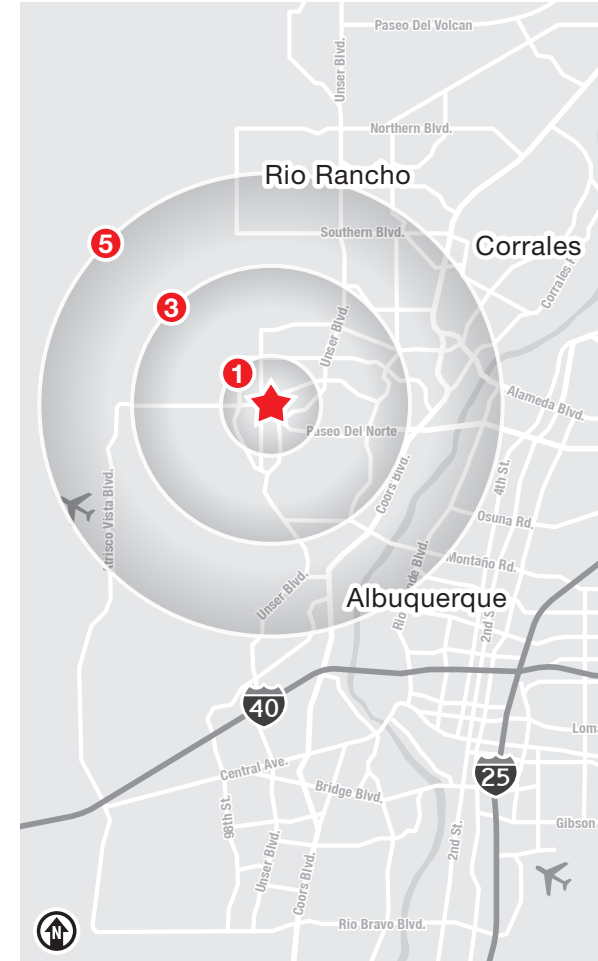 Paseo Del Volcan
Unser Blvd.
Northern Blvd.
Rio Rancho
Southern Blvd.
5
Corrales
Corrales
3
Unser Blvd.
1
Alameda Blvd.
Paseo Del Norte
Coors Blvd.
4th St.
Atrisco Vista Blvd.
Osuna Rd.
Montaño Rd.
Unser Blvd.
Albuquerque
2nd S
40
25
Central Ave.
Bridge Blvd.
98th St.
Gibson
2nd St.
Unser Blvd.
Coors Blvd.
Rio Bravo Blvd.
N